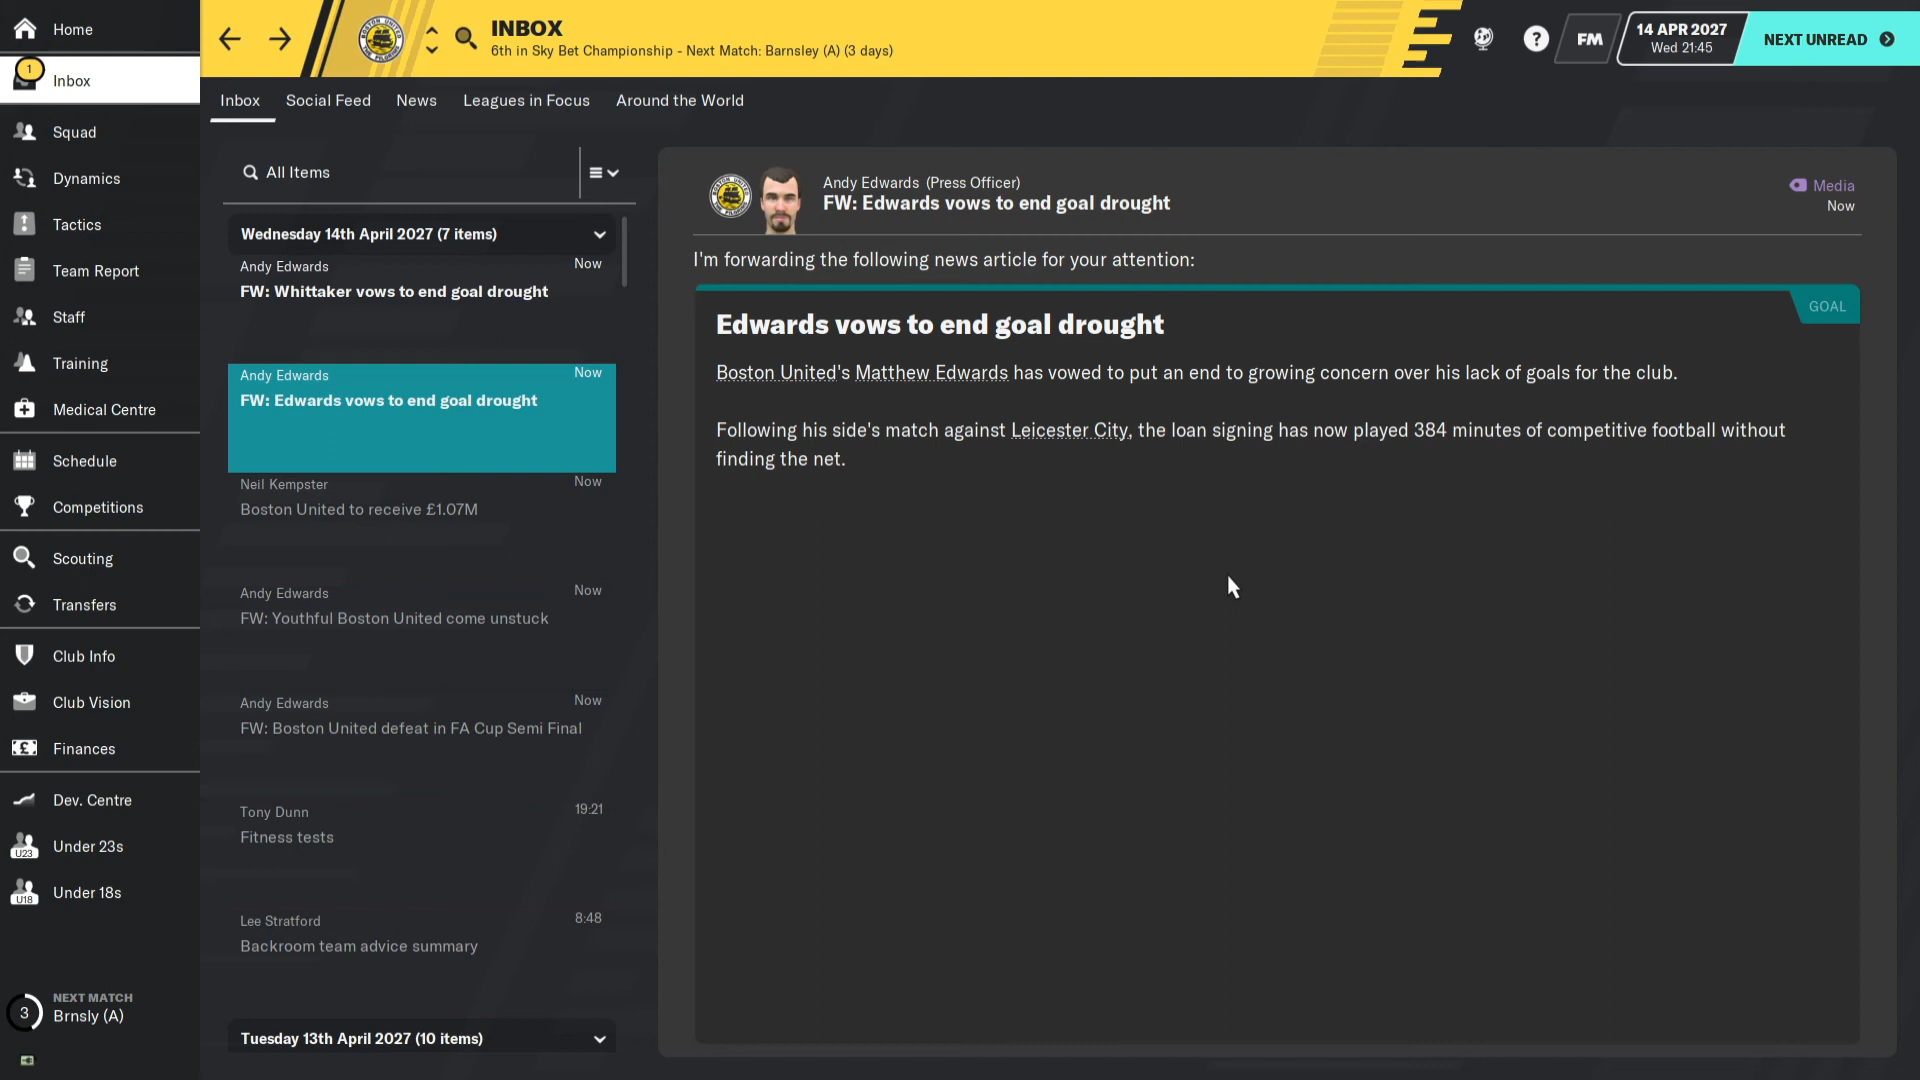 Home
1
Inbox
Squad
Dynamics
Tactics
Team Report
Staff
Training
Medical Centre
Schedule
Competitions
Scouting
Transfers
Club Info
Club Vision
Finances
Dev. Centre
U23
Under 23s
U18
Under 18s
3
NEXT MATCH
Brnsly (A)
BOSTON UNITED
THE PILGRIMS
INBOX
6th in Sky Bet Championship - Next Match: Barnsley (A) (3 days)
?
FM
14 APR 2027
Wed 21:45
NEXT UNREAD
Inbox
Social Feed
News
Leagues in Focus
Around the World
All Items
Wednesday 14th April 2027 (7 items)
Andy Edwards
Now
FW: Whittaker vows to end goal drought
Andy Edwards
Now
FW: Edwards vows to end goal drought
Neil Kempster
Now
Boston United to receive £1.07M
Andy Edwards
Now
FW: Youthful Boston United come unstuck
Andy Edwards
Now
FW: Boston United defeat in FA Cup Semi Final
Tony Dunn
19:21
Fitness tests
Lee Stratford
8:48
Backroom team advice summary
Tuesday 13th April 2027 (10 items)
Andy Edwards (Press Officer)
FW: Edwards vows to end goal drought
Media
Now
I'm forwarding the following news article for your attention:
GOAL
Edwards vows to end goal drought
Boston United's Matthew Edwards has vowed to put an end to growing concern over his lack of goals for the club.
Following his side's match against Leicester City, the loan signing has now played 384 minutes of competitive football without
finding the net.